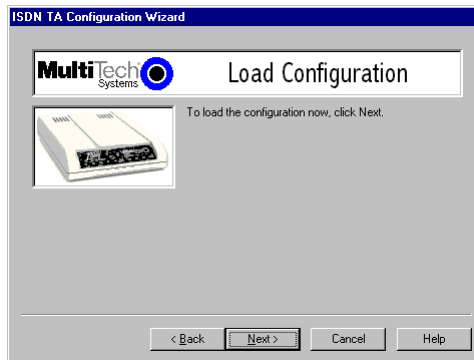 ISDN TA Configuration Wizard
MultiTech
Systems
Load Configuration
To load the configuration now, click Next.
< Back
Next >
Cancel
Help